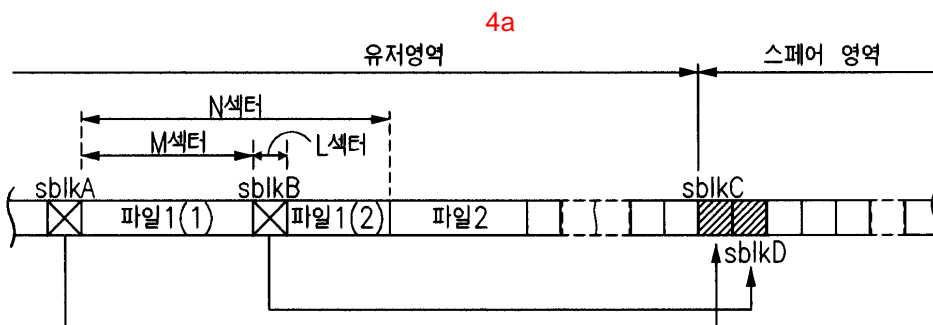 4a
유저영역 스페어 영역
N섹터
M섹터 L섹터
sblkA sblkB sblkC
파일1(1) 파일1(2) 파일2
sblkD